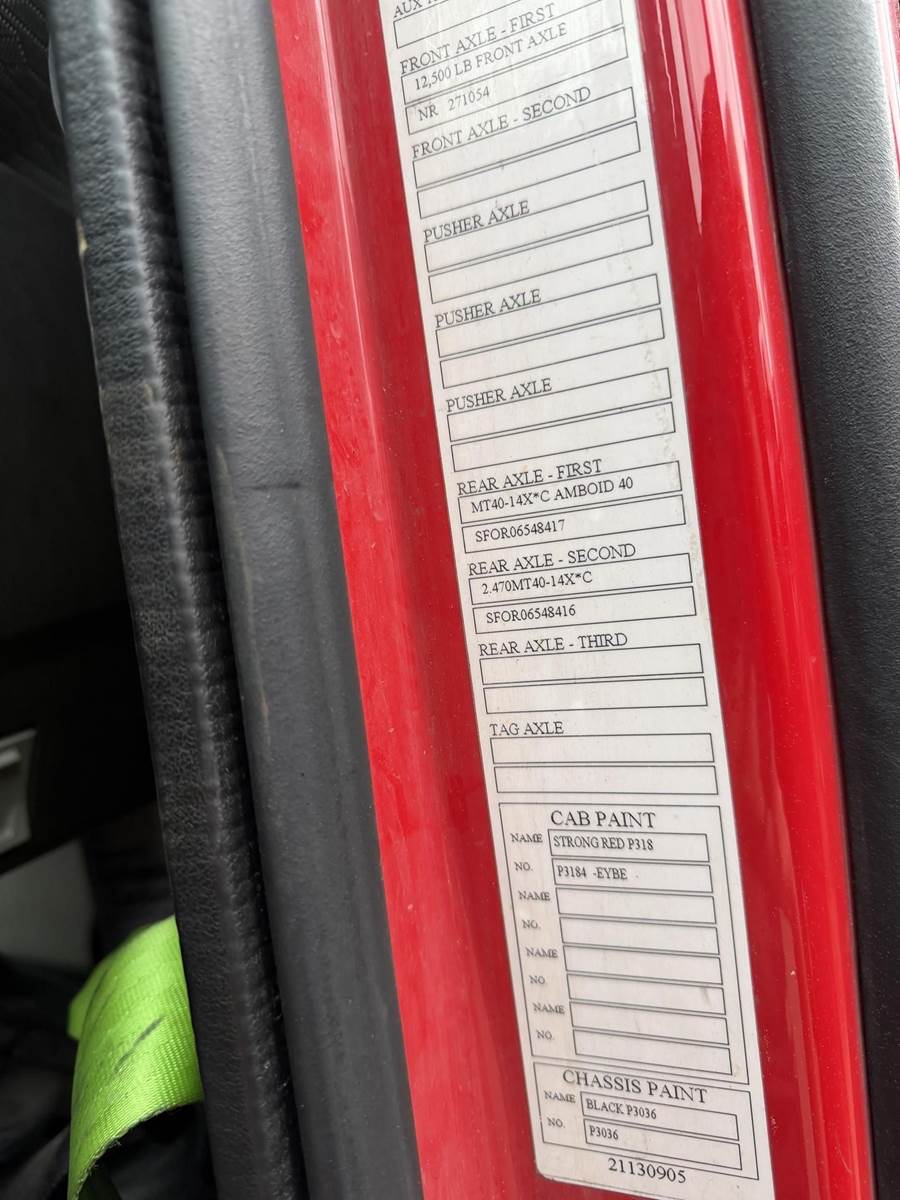 AUX
FRONT AXLE - FIRST
12,500 LB FRONT AXLE
NR 271054
FRONT AXLE - SECOND
PUSHER AXLE
PUSHER AXLE
PUSHER AXLE
REAR AXLE - FIRST
MT40-14X*C AMBOID 40
SFOR06548417
REAR AXLE - SECOND
2.470MT40-14X*C
SFOR06548416
REAR AXLE - THIRD
TAG AXLE
CAB PAINT
NAME STRONG RED P318
NO. P3184 -EYBE -
NAME
NO.
NAME
NO.
NAME
NO.
CHASSIS PAINT
NAME BLACK P3036
NO. P3036
21130905